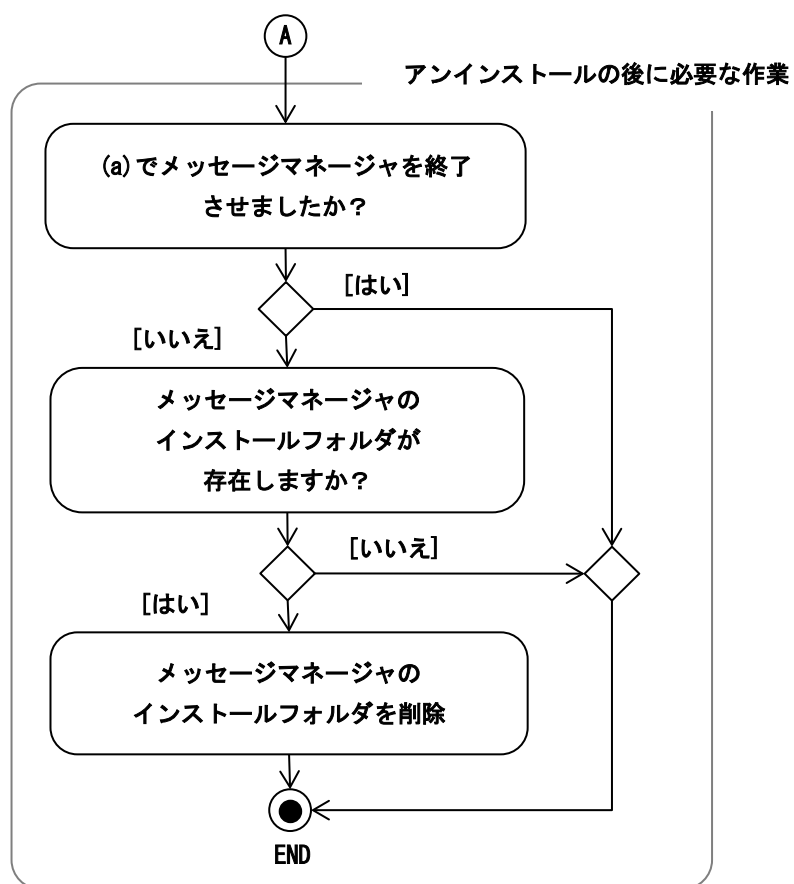 A
アンインストールの後に必要な作業
(a)でメッセージマネージャを終了
させましたか？
[はい]
[いいえ]
メッセージマネージャの
インストールフォルダが
存在しますか？
[いいえ]
[はい]
メッセージマネージャの
インストールフォルダを削除
END